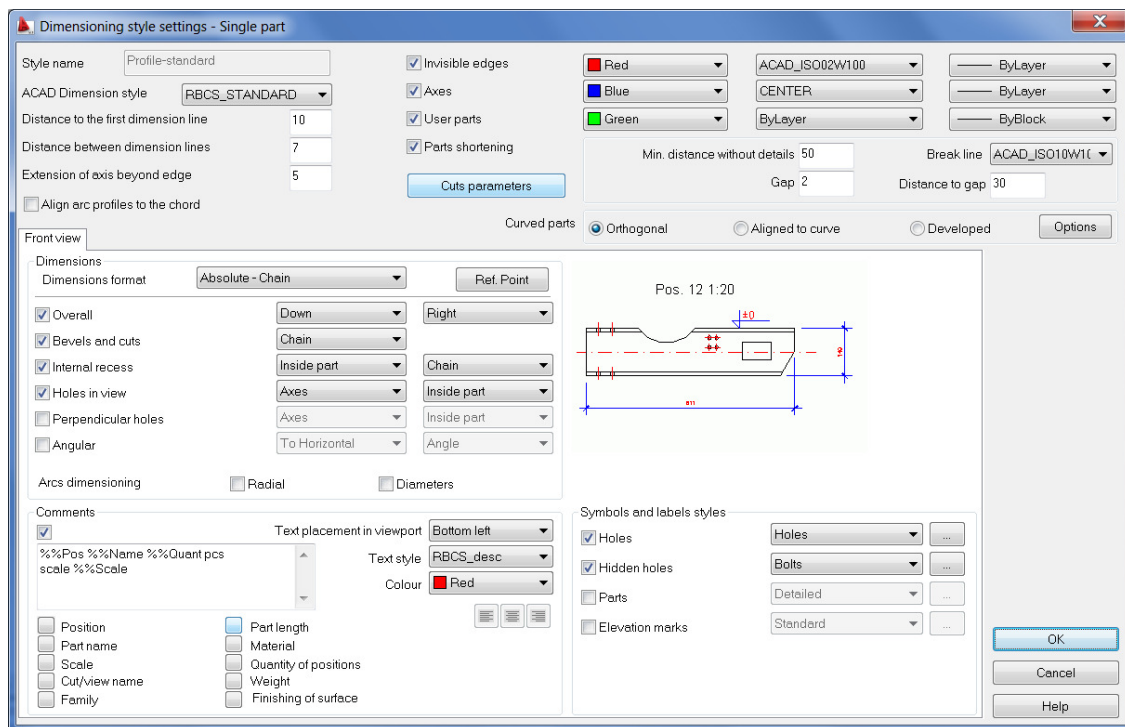 Dimensioning style settings - Single part
Style name Profile-standard
Invisible edges Red ACAD_ISO02W100 ByLayer
ACAD Dimension style RBCS_STANDARD
Axes Blue CENTER ByLayer
Distance to the first dimension line 10
User parts Green ByLayer ByBlock
Distance between dimension lines 7
Parts shortening
Min. distance without details 50 Break line ACAD_ISO10W1(
Extension of axis beyond edge 5
Cuts parameters
Gap 2 Distance to gap 30
Align arc profiles to the chord
Curved parts Orthogonal Aligned to curve Developed Options
Front view
Dimensions
Dimensions format Absolute - Chain Ref. Point
Overall Down Right
Bevels and cuts Chain
Internal recess Inside part Chain
Holes in view Axes Inside part
Perpendicular holes Axes Inside part
Angular To Horizontal Angle
Arcs dimensioning Radial Diameters
Pos. 12 1:20
±0
811
Comments
Text placement in viewport Bottom left
%%Pos %%Name %%Quant pcs
scale %%Scale
Text style RBCS_desc
Colour Red
Position Part length
Part name Material
Scale Quantity of positions
Cut/view name Weight
Family Finishing of surface
Symbols and labels styles
Holes Holes ...
Hidden holes Bolts ...
Parts Detailed ...
Elevation marks Standard ...
OK
Cancel
Help